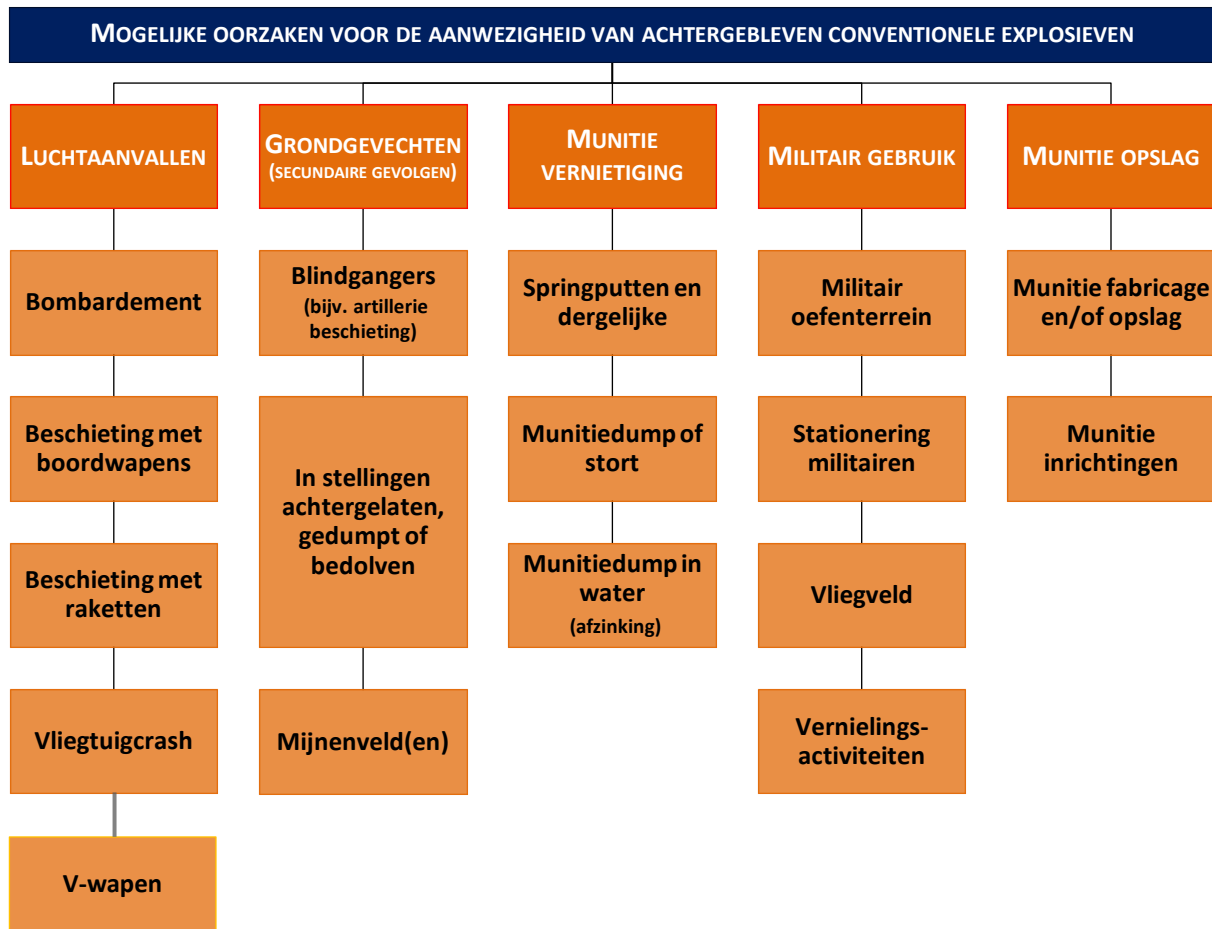 MOGELIJKE OORZAKEN VOOR DE AANWEZIGHEID VAN ACHTERGEBLEVEN CONVENTIONELE EXPLOSIEVEN
LUCHTAANVALLEN
Bombardement
Beschieting met
boordwapens
Beschieting met
raketten
Vliegtuigcrash
V-wapen
GRONDGEVECHTEN
(SECUNDAIRE GEVOLGEN)
Blindgangers
(bijv. artillerie
beschieting)
In stellingen
achtergelaten,
gedumpt of
bedolven
Mijnenveld(en)
MUNITIE
VERNIETIGING
Springputten en
dergelijke
Munitiedump of
stort
Munitiedump in
water
(afzinking)
MILITAIR GEBRUIK
Militair
oefenterrein
Stationering
militairen
Vliegveld
Vernielings-
activiteiten
MUNITIE OPSLAG
Munitie fabricage
en/of opslag
Munitie
inrichtingen